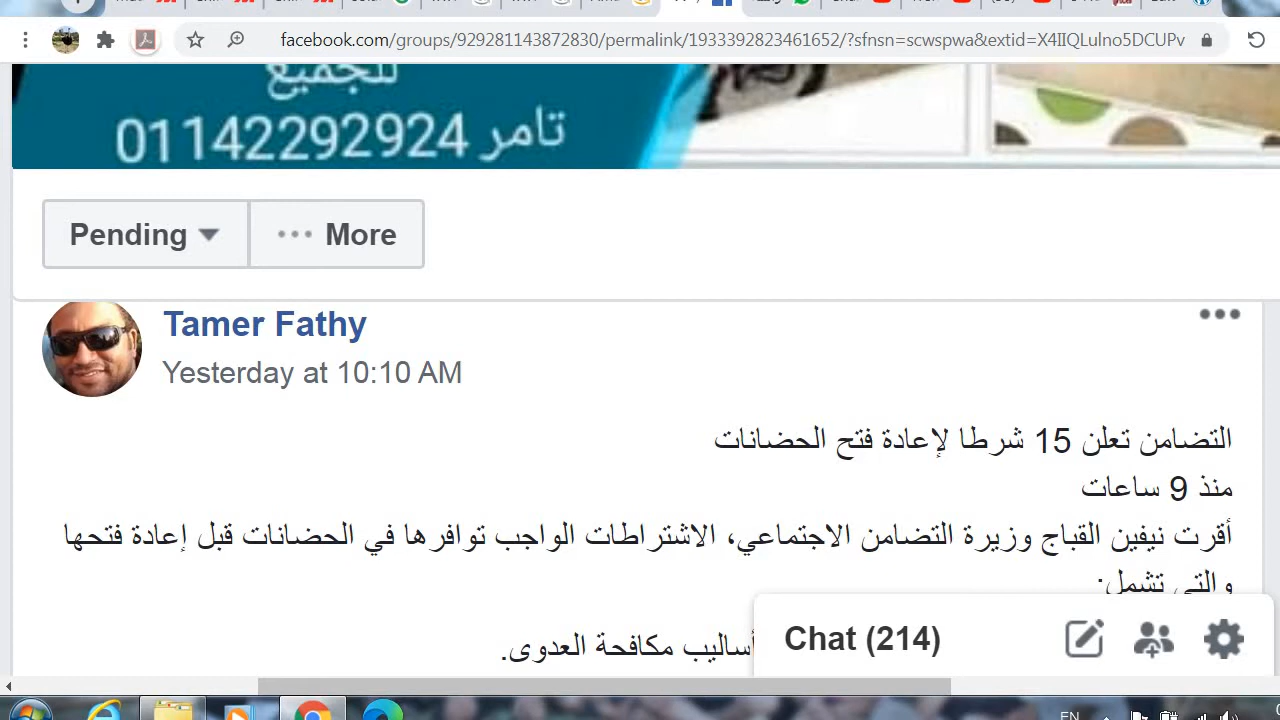 facebook.com/groups/929281143872830/permalink/1933392823461652/?sfnsn=scwspwa&extid=X4IIQLulno5DCUPv
للجميع
تامر 01142292924
Pending
More
Tamer Fathy
Yesterday at 10:10 AM
التضامن تعلن 15 شرطا لإعادة فتح الحضانات
منذ 9 ساعات
أقرت نيفين القباج وزيرة التضامن الاجتماعي، الاشتراطات الواجب توافرها في الحضانات قبل إعادة فتحها
والتي تشمل:
أساليب مكافحة العدوى.
Chat (214)
EN